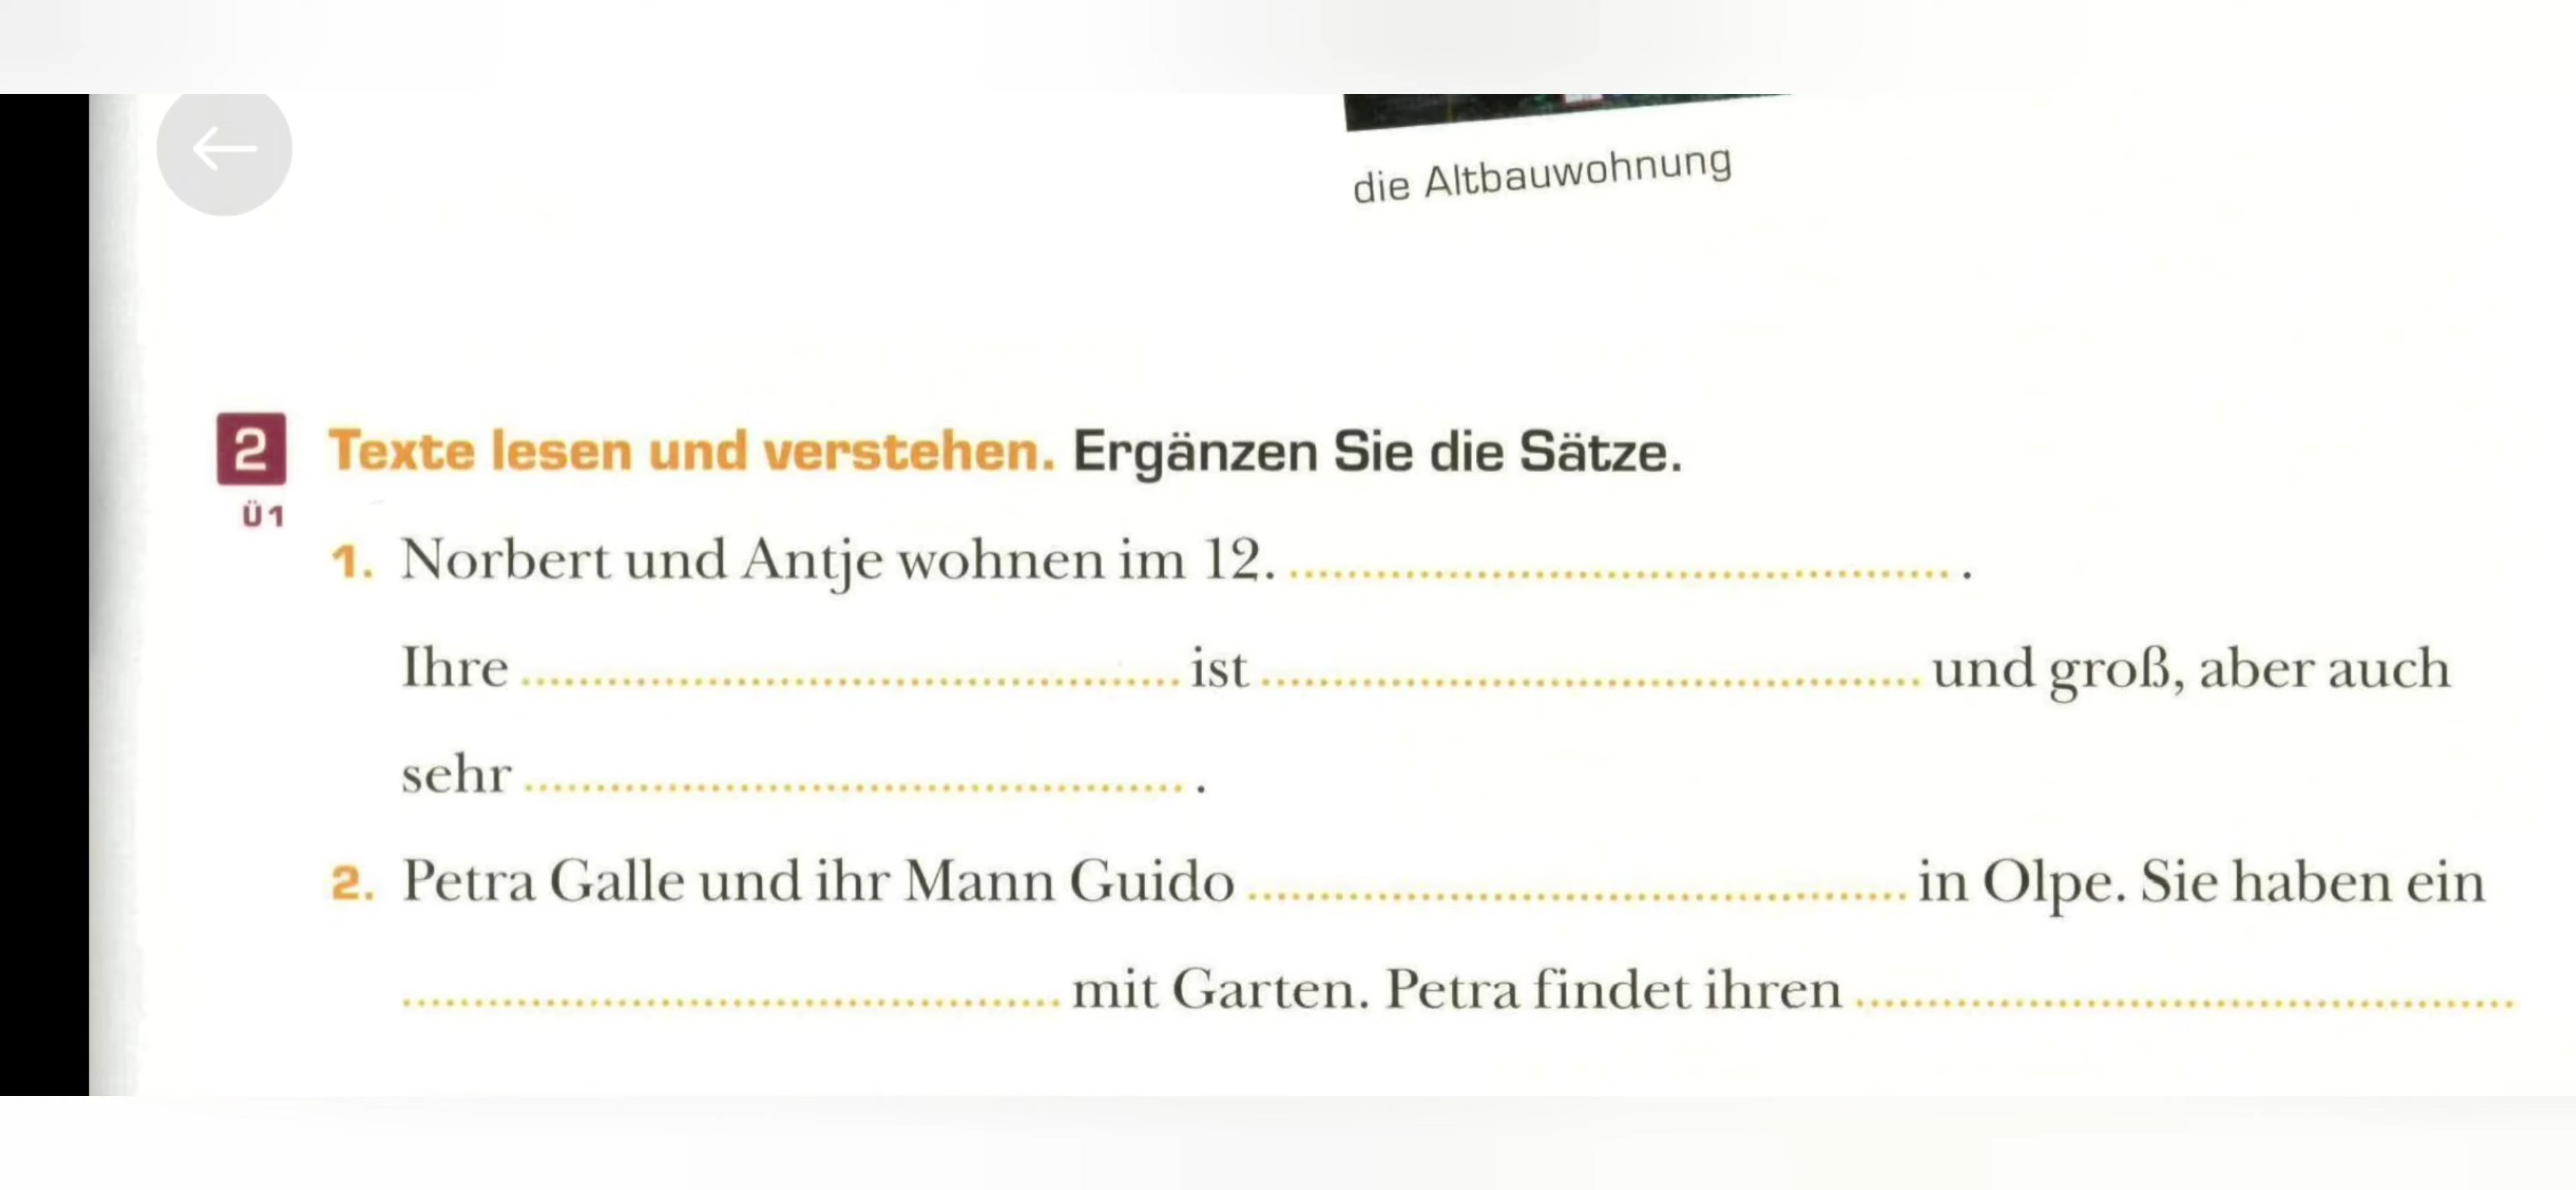 die Altbauwohnung
2 Texte lesen und verstehen. Ergänzen Sie die Sätze.
Ü1
1. Norbert und Antje wohnen im 12. .......................................... .
Ihre .......................................... ist .......................................... und groß, aber auch
sehr .......................................... .
2. Petra Galle und ihr Mann Guido .......................................... in Olpe. Sie haben ein
.......................................... mit Garten. Petra findet ihren ..........................................